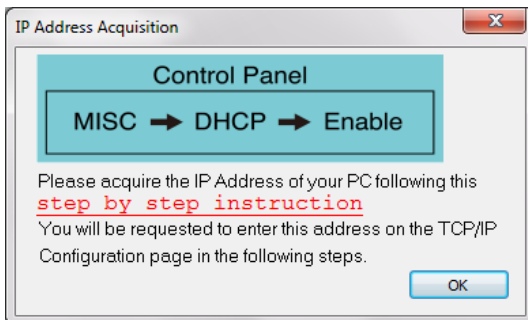 IP Address Acquisition
Control Panel
MISC → DHCP → Enable
Please acquire the IP Address of your PC following this
step by step instruction
You will be requested to enter this address on the TCP/IP
Configuration page in the following steps.
OK